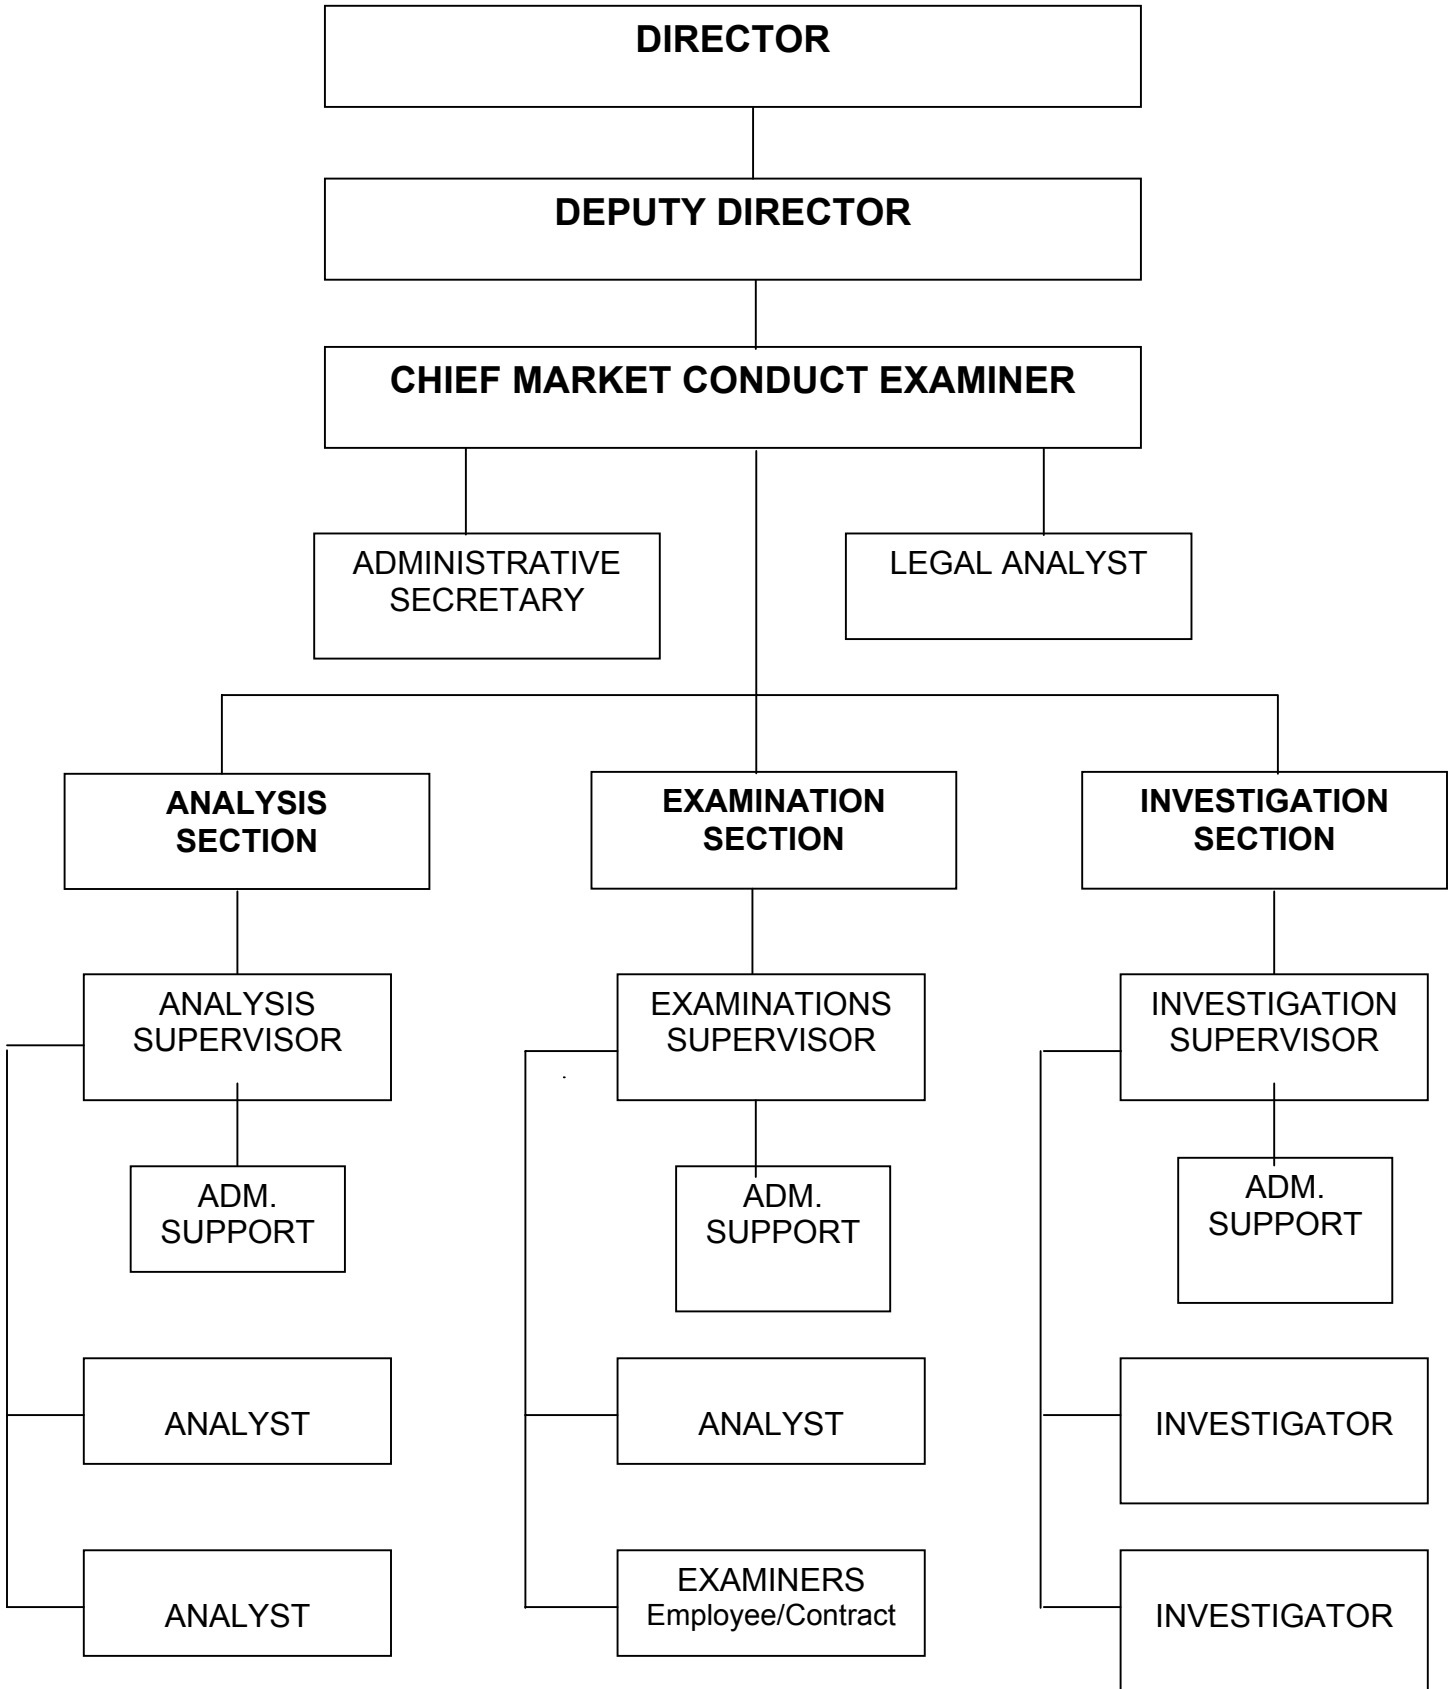 DIRECTOR
DEPUTY DIRECTOR
CHIEF MARKET CONDUCT EXAMINER
ADMINISTRATIVE
SECRETARY
LEGAL ANALYST
ANALYSIS
SECTION
EXAMINATION
SECTION
INVESTIGATION
SECTION
ANALYSIS
SUPERVISOR
EXAMINATIONS
SUPERVISOR
INVESTIGATION
SUPERVISOR
ADM.
SUPPORT
ADM.
SUPPORT
ADM.
SUPPORT
ANALYST
ANALYST
INVESTIGATOR
ANALYST
EXAMINERS
Employee/Contract
INVESTIGATOR